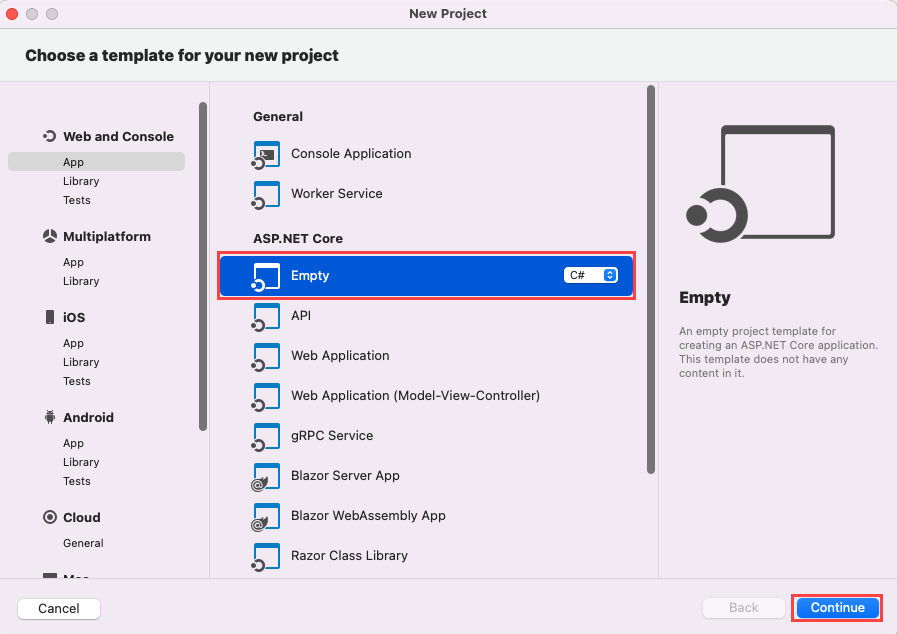 New Project
Choose a template for your new project
Web and Console
App
Library
Tests
Multiplatform
App
Library
iOS
App
Library
Tests
Android
App
Library
Tests
Cloud
General
Mac
General
Console Application
Worker Service
ASP.NET Core
Empty
C#
API
Web Application
Web Application (Model-View-Controller)
gRPC Service
Blazor Server App
Blazor WebAssembly App
Razor Class Library
Empty
An empty project template for
creating an ASP.NET Core application.
This template does not have any
content in it.
Cancel
Back
Continue